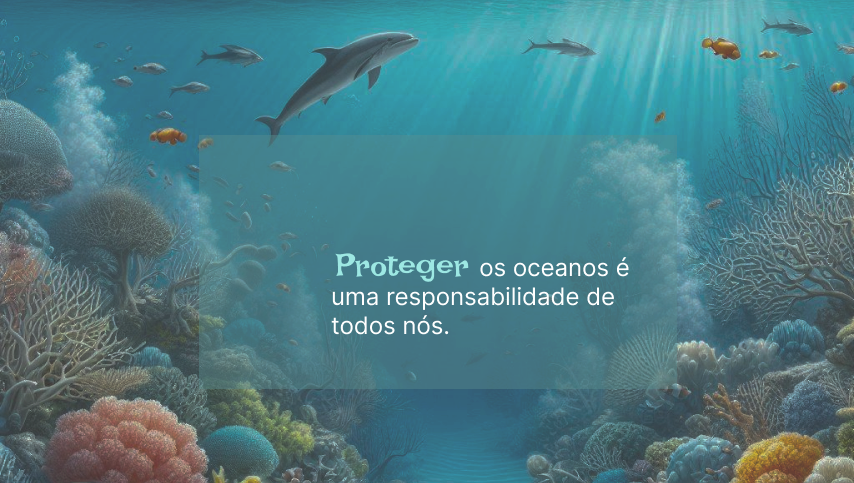 Proteger os oceanos é
uma responsabilidade de
todos nós.